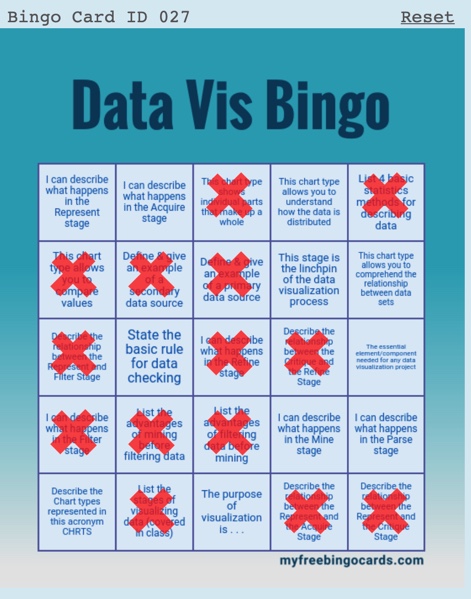 Bingo Card ID 027
Reset
Data Vis Bingo
I can describe
what happens
in the
Represent
stage
I can describe
what happens
in the Acquire
stage
This chart type
shows
individual parts
that make up a
whole
This chart type
allows you to
understand
how the data is
distributed
List 4 basic
statistics
methods for
describing
data
This chart
type allows
you to
compare
values
Define & give
an example
of a
secondary
data source
Define & give
an example
of a primary
data source
This stage is
the linchpin
of the data
visualization
process
This chart type
allows you to
comprehend the
relationship
between data
sets
Describe the
relationship
between the
Represent and
Filter Stage
State the
basic rule
for data
checking
I can describe
what happens
in the Refine
stage
Describe the
relationship
between the
Critique and
the Refine
Stage
The essential
element/component
needed for any data
visualization project
I can describe
what happens
in the Filter
stage
List the
advantages
of mining
before
filtering data
List the
advantages
of filtering
data before
mining
I can describe
what happens
in the Mine
stage
I can describe
what happens
in the Parse
stage
Describe the
Chart types
represented in
this acronym
CHRTS
List the
stages of
visualizing
data (covered
in class)
The purpose
of
visualization
is . . .
Describe the
relationship
between the
Represent and
the Acquire
Stage
Describe the
relationship
between the
Represent and
the Critique
Stage
myfreebingocards.com